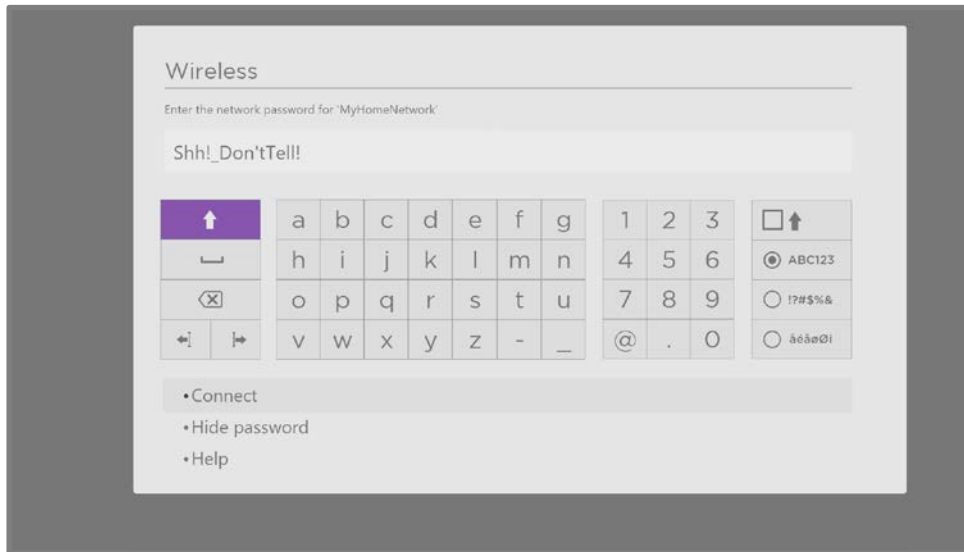 Wireless
Enter the network password for 'MyHomeNetwork'
Shh!_Don'tTell!
a b c d e f g 1 2 3
h i j k l m n 4 5 6 ABC123
o p q r s t u 7 8 9 !?#$%&
v w x y z - _ @ . 0
•Connect
•Hide password
•Help